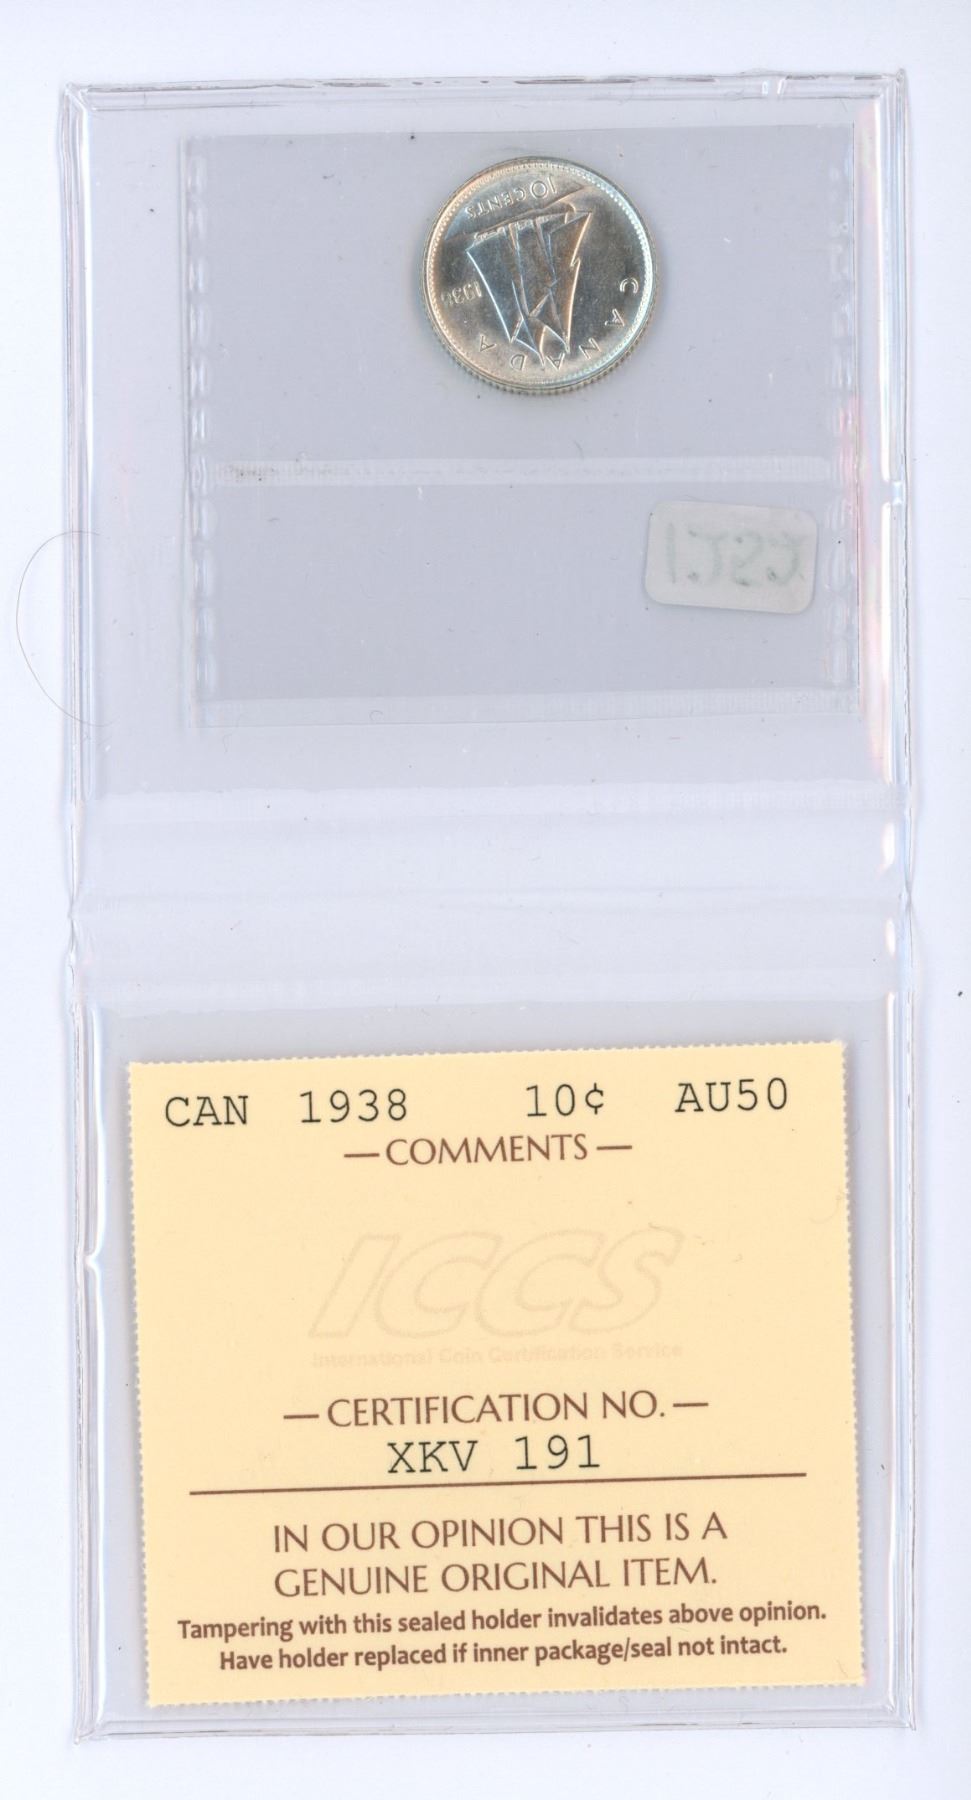 10 CENTS
1938
CANADA
CAN 1938 10¢ AU50
— COMMENTS —
ICCS
International Coin Certification Service
— CERTIFICATION NO. —
XKV 191
IN OUR OPINION THIS IS A
GENUINE ORIGINAL ITEM.
Tampering with this sealed holder invalidates above opinion.
Have holder replaced if inner package/seal not intact.